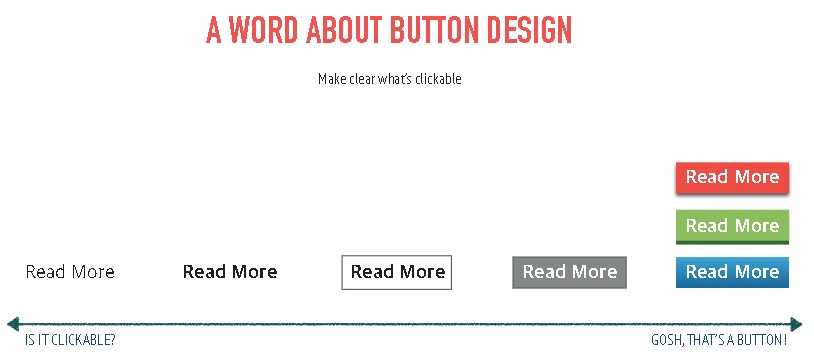 A WORD ABOUT BUTTON DESIGN
Make clear what's clickable
Read More
Read More
Read More
Read More
Read More
Read More
Read More
IS IT CLICKABLE?
GOSH, THAT'S A BUTTON!